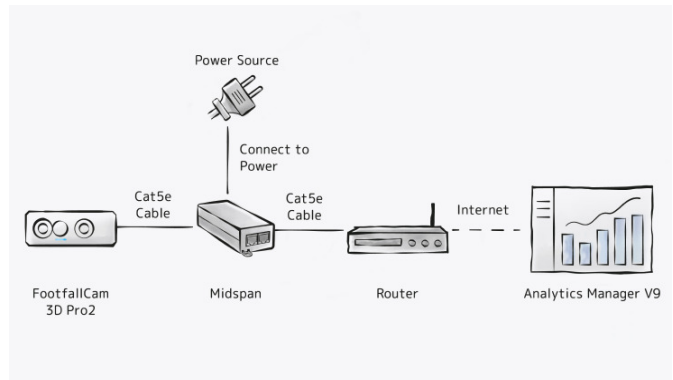 Power Source
Connect to
Power
Cat5e
Cable
Cat5e
Cable
Internet
FootfallCam
3D Pro2
Midspan
Router
Analytics Manager V9